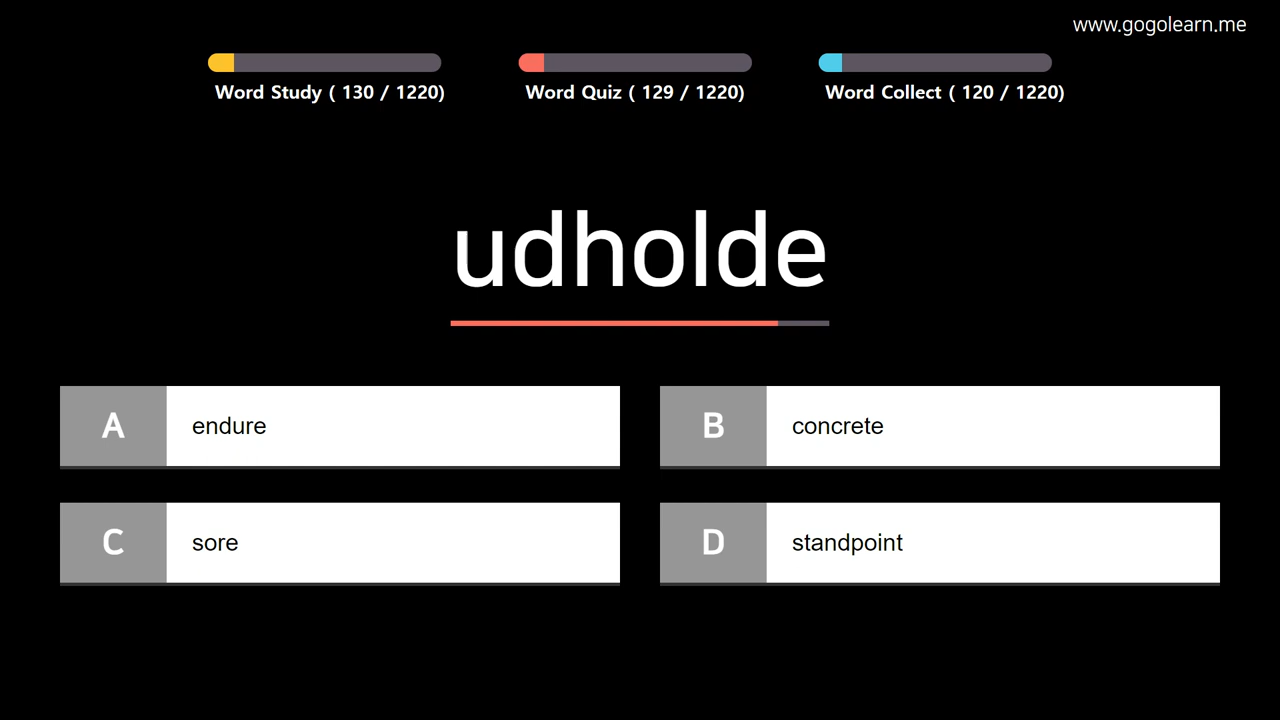 www.gogolearn.me
Word Study ( 130 / 1220)
Word Quiz ( 129 / 1220)
Word Collect ( 120 / 1220)
udholde
A endure
B concrete
C sore
D standpoint